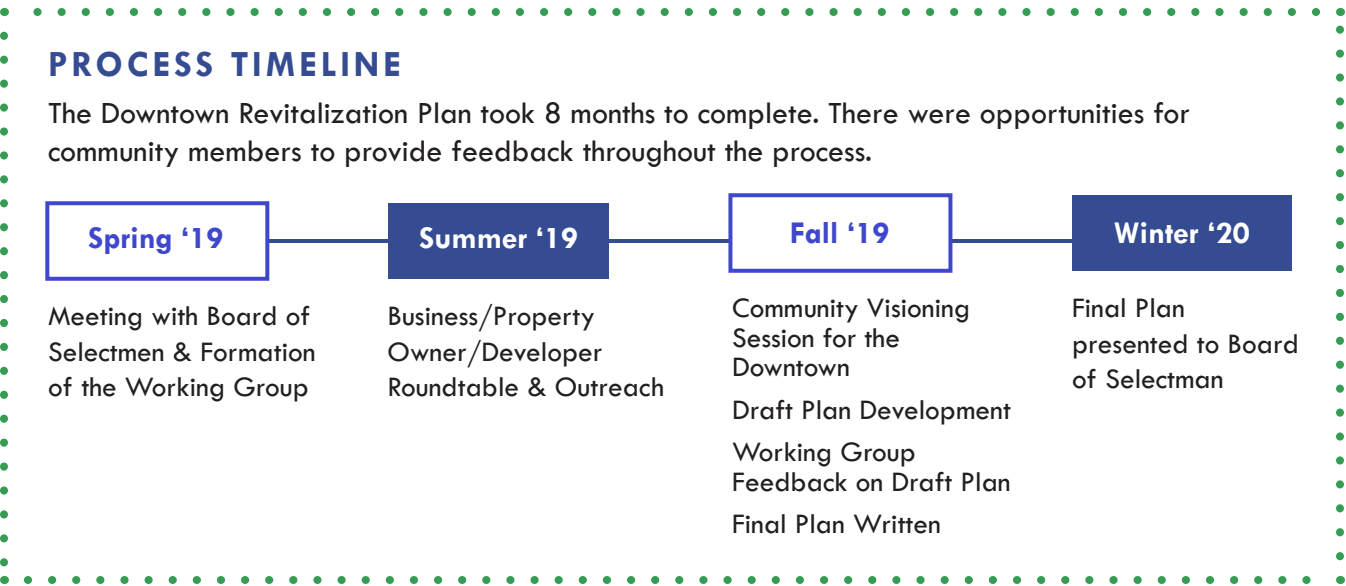 PROCESS TIMELINE
The Downtown Revitalization Plan took 8 months to complete. There were opportunities for
community members to provide feedback throughout the process.
Spring ‘19
Meeting with Board of
Selectmen & Formation
of the Working Group
Summer ‘19
Business/Property
Owner/Developer
Roundtable & Outreach
Fall ‘19
Community Visioning
Session for the
Downtown
Draft Plan Development
Working Group
Feedback on Draft Plan
Final Plan Written
Winter ‘20
Final Plan
presented to Board
of Selectman